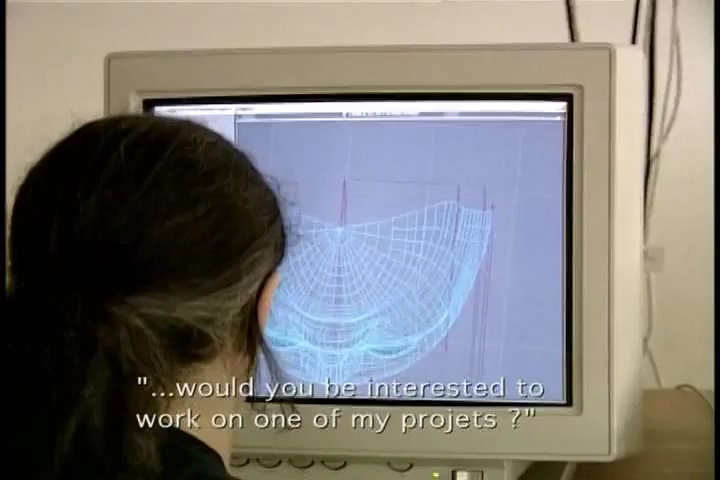 "...would you be interested to
work on one of my projets ?"